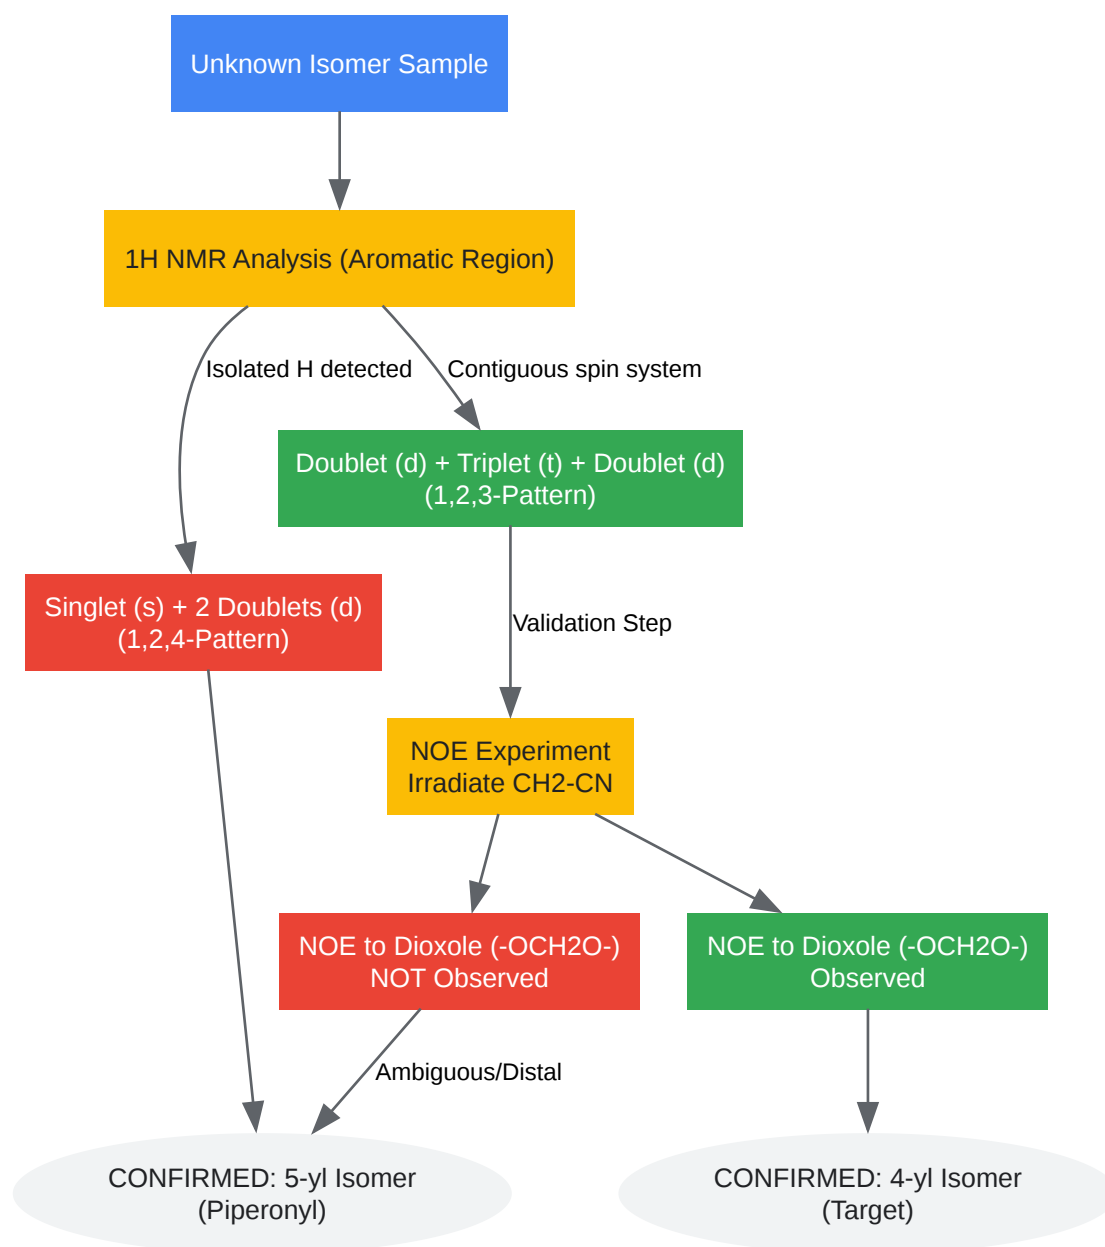 Unknown Isomer Sample
1H NMR Analysis (Aromatic Region)
Isolated H detected
Contiguous spin system
Doublet (d) + Triplet (t) + Doublet (d)
(1,2,3-Pattern)
Singlet (s) + 2 Doublets (d)
(1,2,4-Pattern)
Validation Step
NOE Experiment
Irradiate CH2-CN
NOE to Dioxole (-OCH2O-)
NOT Observed
NOE to Dioxole (-OCH2O-)
Observed
Ambiguous/Distal
CONFIRMED: 5-yl Isomer
(Piperonyl)
CONFIRMED: 4-yl Isomer
(Target)